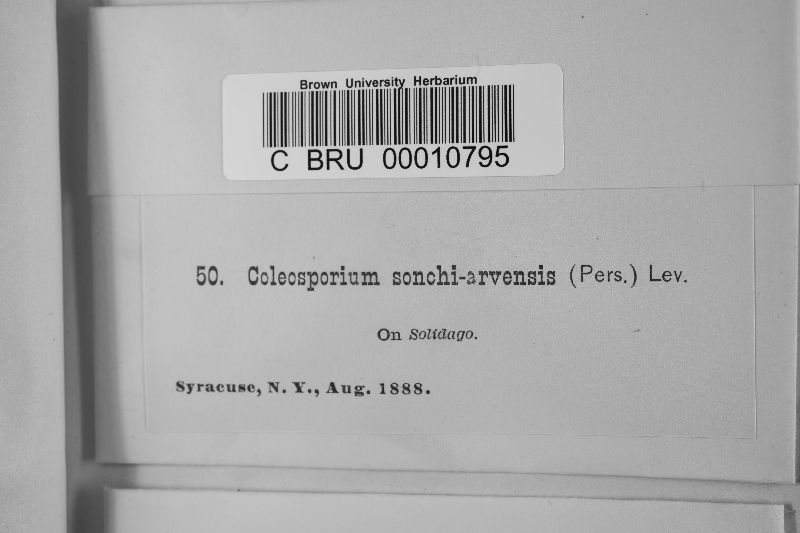 Brown University Herbarium
C BRU 00010795
50. Coleosporium sonchi-arvensis (Pers.) Lev.
On Solidago.
Syracuse, N. Y., Aug. 1888.